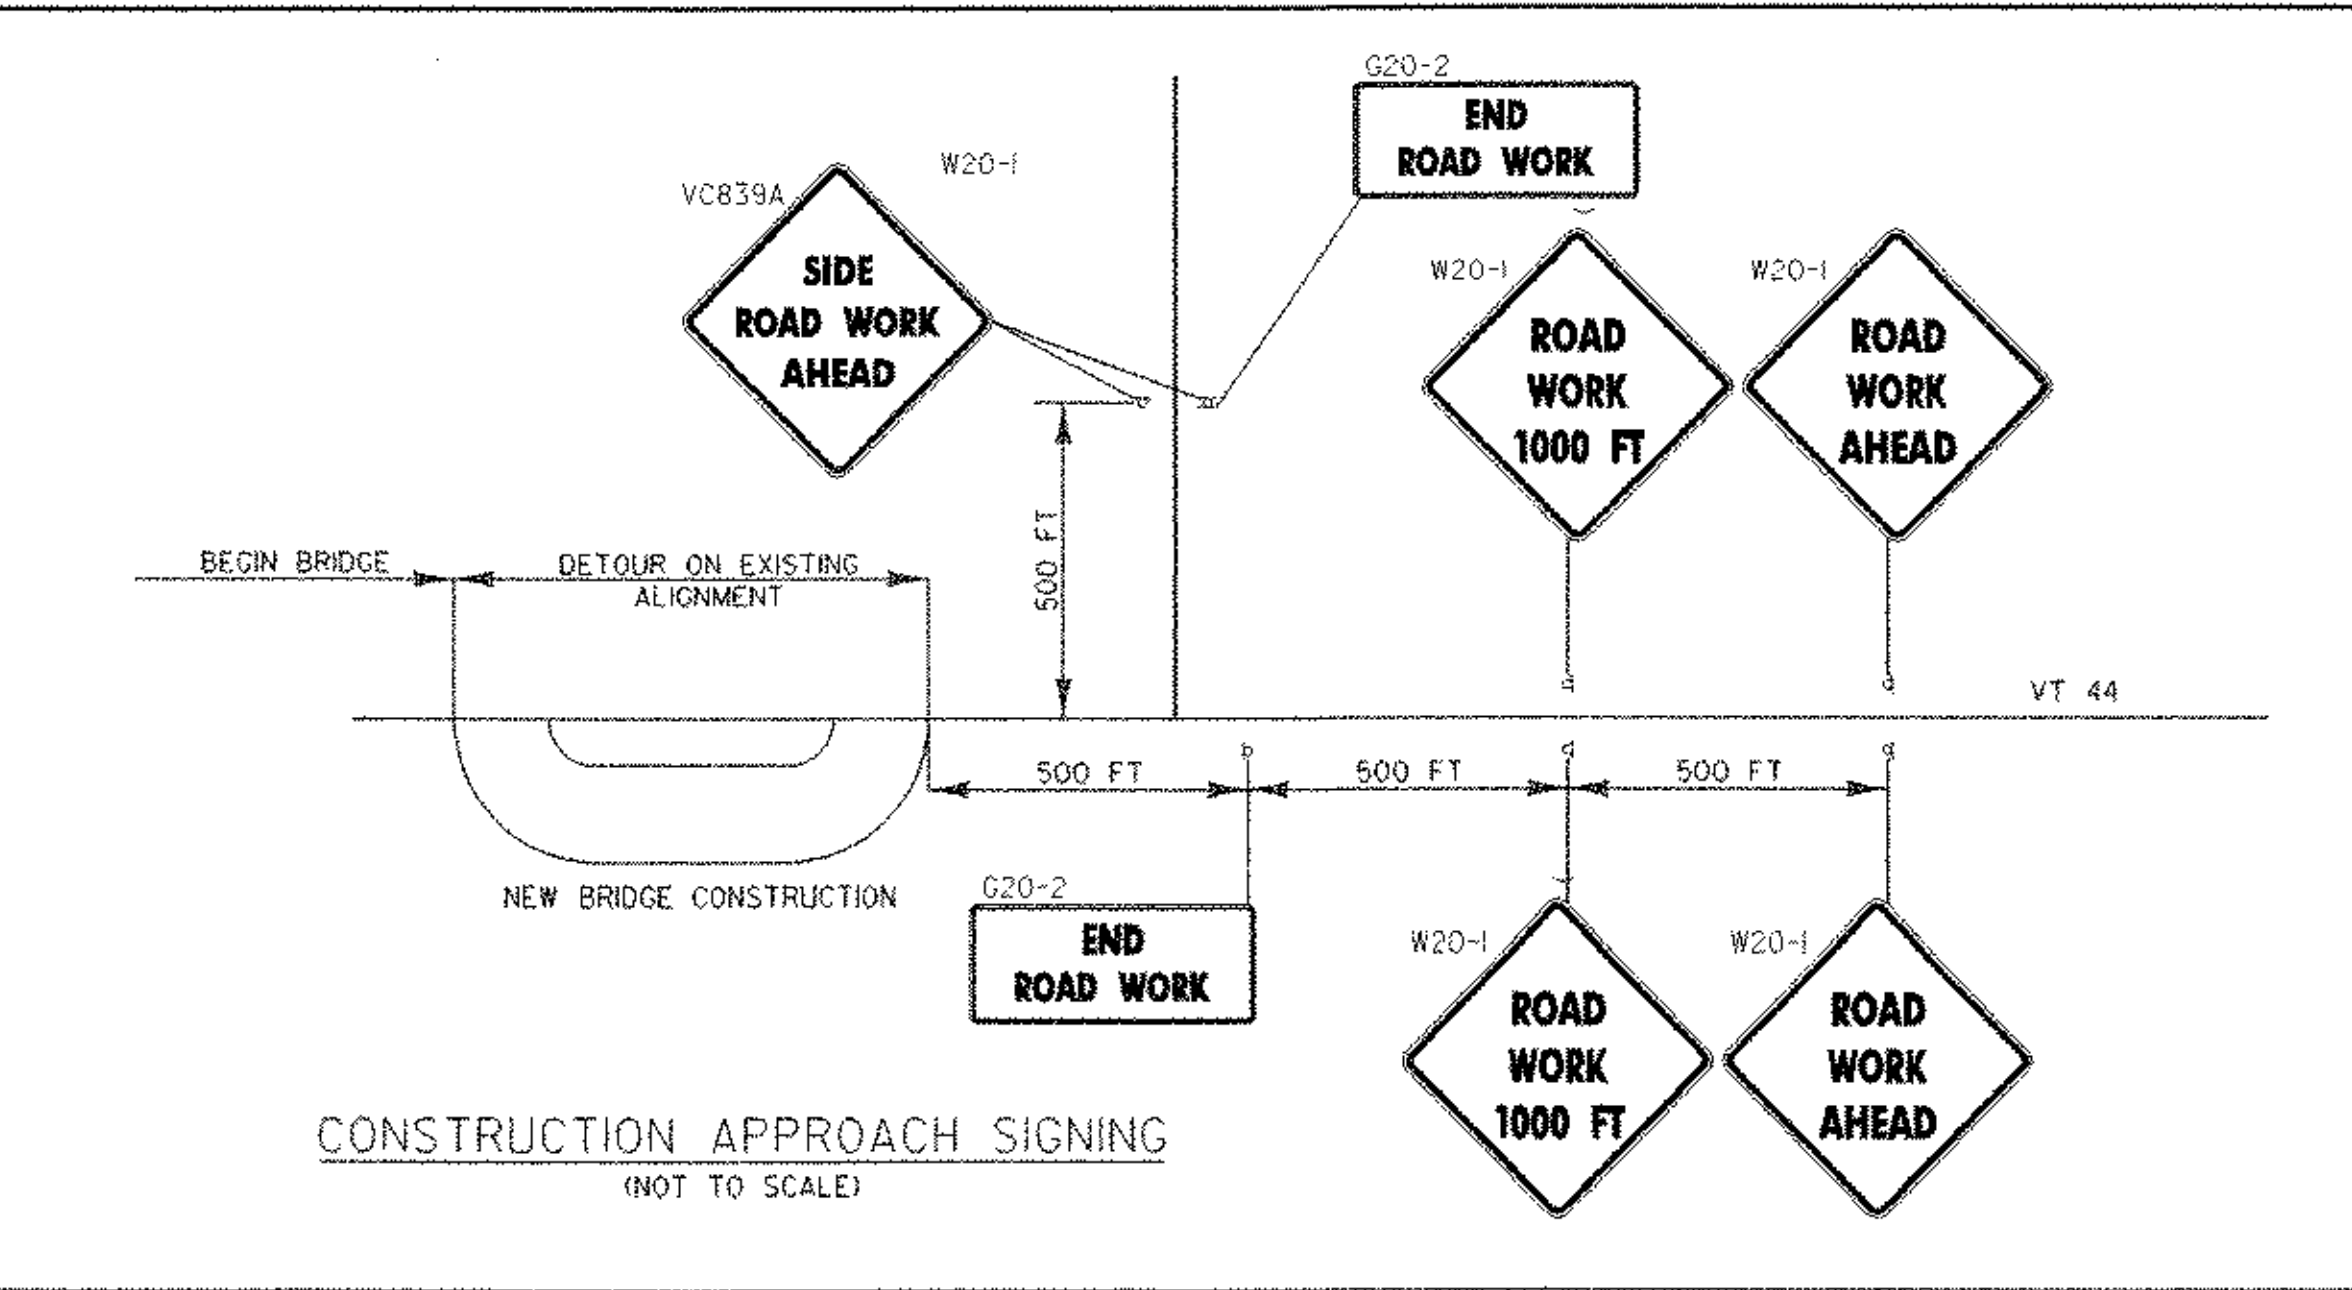 G20-2
END
ROAD WORK
W20-1
VC839A
SIDE
ROAD WORK
AHEAD
W20-1
ROAD
WORK
1000 FT
W20-1
ROAD
WORK
AHEAD
BEGIN BRIDGE
DETOUR ON EXISTING
ALIGNMENT
500 FT
VT 44
500 FT
500 FT
500 FT
NEW BRIDGE CONSTRUCTION
G20-2
END
ROAD WORK
W20-1
ROAD
WORK
1000 FT
W20-1
ROAD
WORK
AHEAD
CONSTRUCTION APPROACH SIGNING
(NOT TO SCALE)